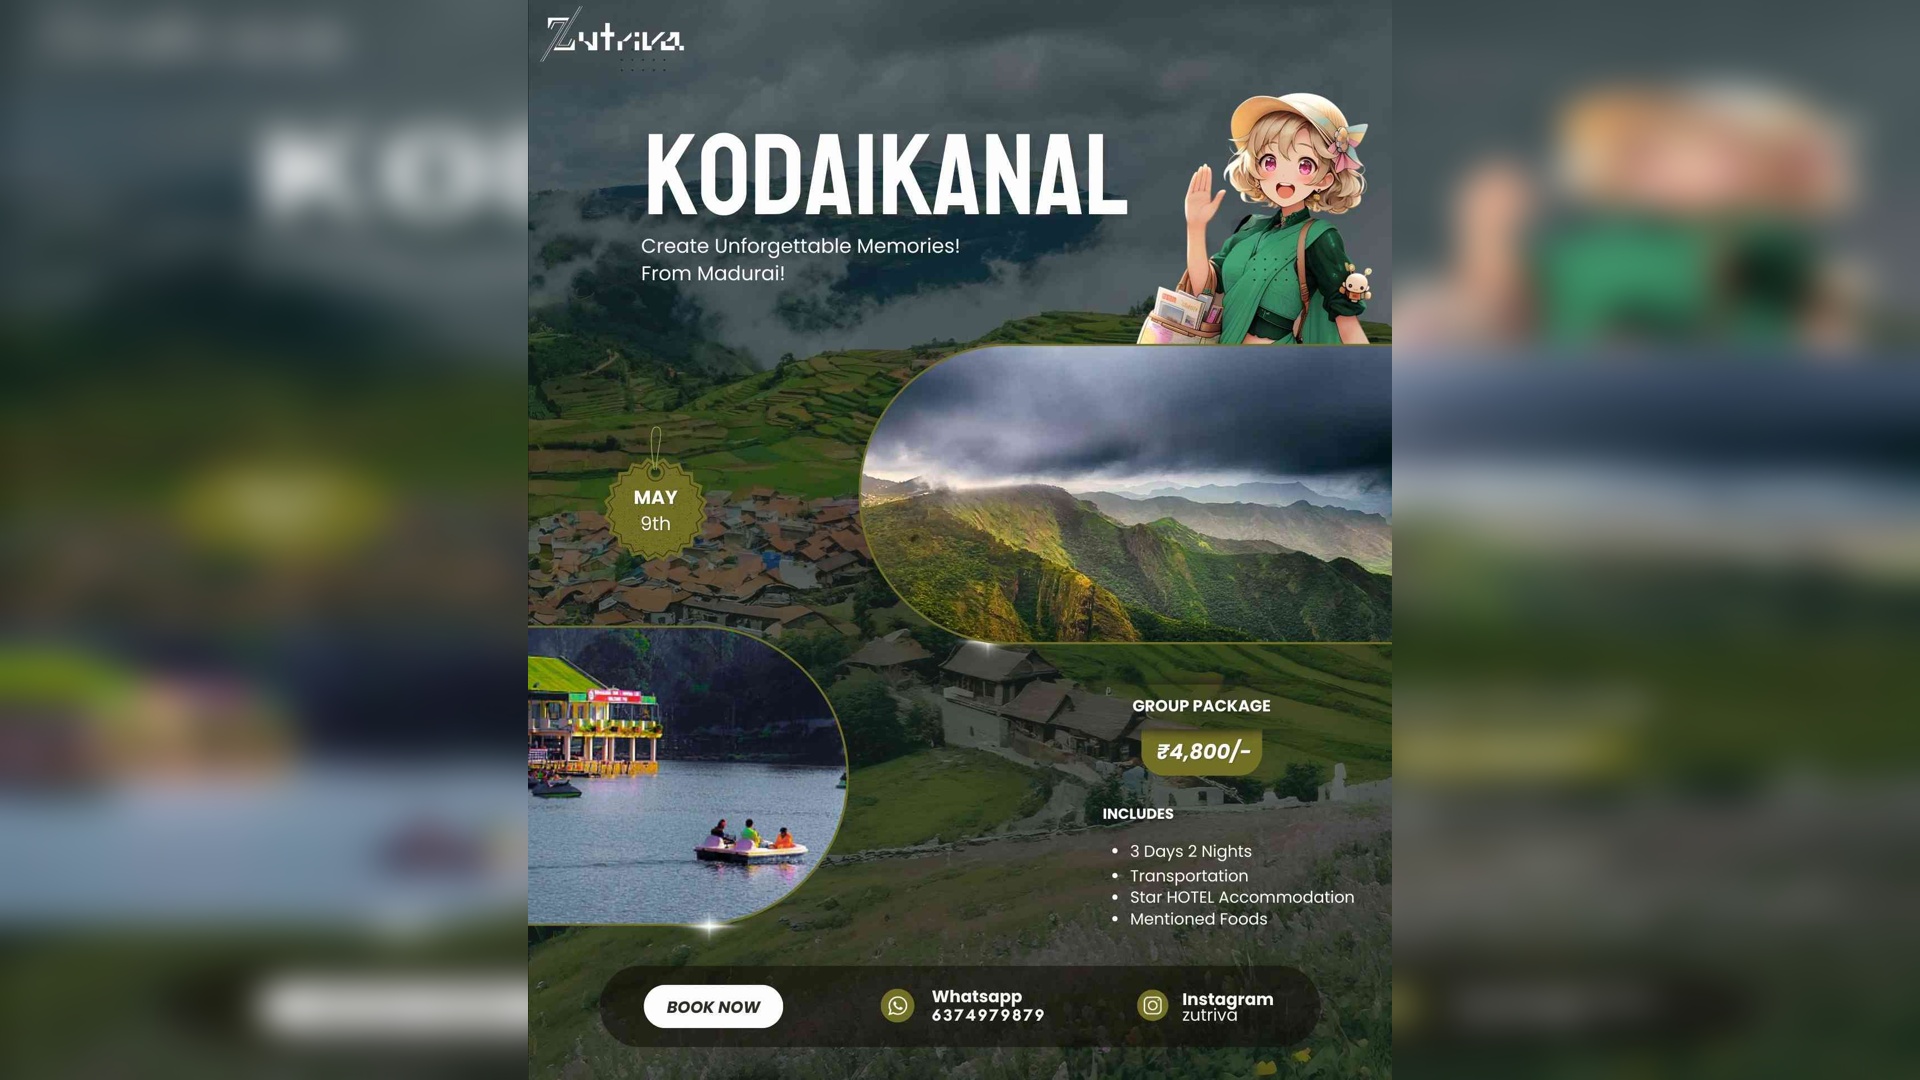 Zutriva
KODAIKANAL
Create Unforgettable Memories!
From Madurai!
MAY
9th
GROUP PACKAGE
₹4,800/-
INCLUDES
• 3 Days 2 Nights
• Transportation
• Star HOTEL Accommodation
• Mentioned Foods
BOOK NOW
Whatsapp
6374979879
Instagram
zutriva